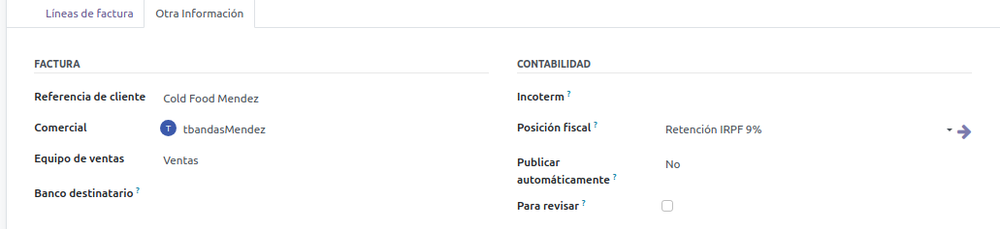 Líneas de factura Otra Información
FACTURA CONTABILIDAD
Referencia de cliente Cold Food Mendez Incoterm ?
Comercial T tbandasMendez Posición fiscal ? Retención IRPF 9%
Equipo de ventas Ventas Publicar automáticamente ? No
Banco destinatario ? Para revisar ?